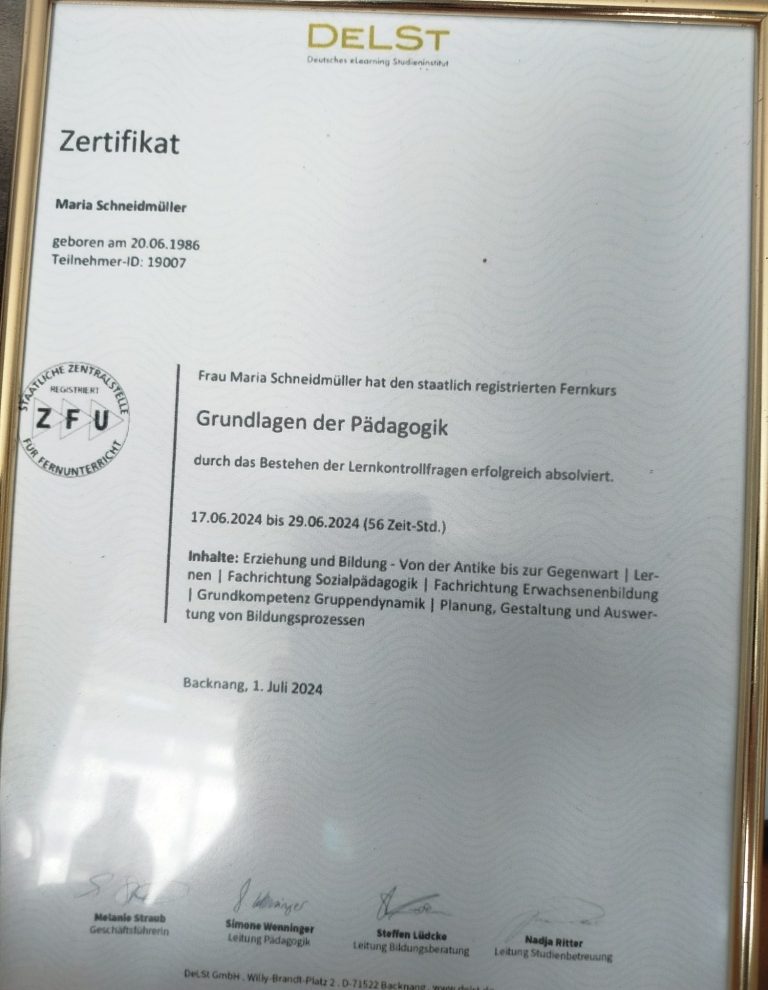 DeLSt
Deutsches eLearning Studieninstitut
Zertifikat
Maria Schneidmüller
geboren am 20.06.1986
Teilnehmer-ID: 19007
STAATLICHE ZENTRALSTELLE
REGISTRIERT
ZFU
FÜR FERNUNTERRICHT
Frau Maria Schneidmüller hat den staatlich registrierten Fernkurs
Grundlagen der Pädagogik
durch das Bestehen der Lernkontrollfragen erfolgreich absolviert.
17.06.2024 bis 29.06.2024 (56 Zeit-Std.)
Inhalte: Erziehung und Bildung - Von der Antike bis zur Gegenwart | Ler-
nen | Fachrichtung Sozialpädagogik | Fachrichtung Erwachsenenbildung
| Grundkompetenz Gruppendynamik | Planung, Gestaltung und Auswer-
tung von Bildungsprozessen
Backnang, 1. Juli 2024
S. Wenninger
Melanie Straub
Geschäftsführerin
Simone Wenninger
Leitung Pädagogik
Steffen Lüdcke
Leitung Bildungsberatung
Nadja Ritter
Leitung Studienbetreuung
DeLSt GmbH . Willy-Brandt-Platz 2 . D-71522 Backnang . www.delst.de